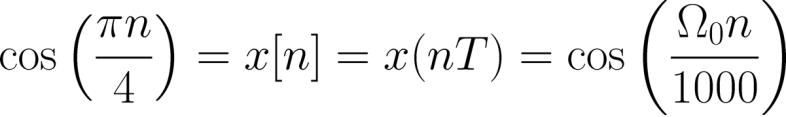 cos(πn/4) = x[n] = x(nT) = cos(Ω₀n/1000)